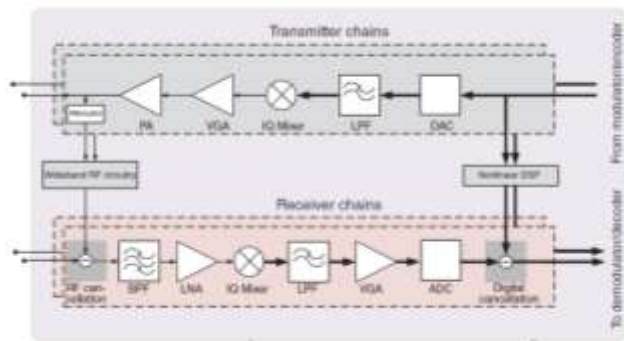 Transmitter chains
From modulator/encoder
PA
VGA
IQ Mixer
LPF
DAC
Wideband RF circuitry
Nonlinear DSP
Receiver chains
RF can-
cellation
BPF
LNA
IQ Mixer
LPF
VGA
ADC
Digital
cancellation
To demodulator/decoder